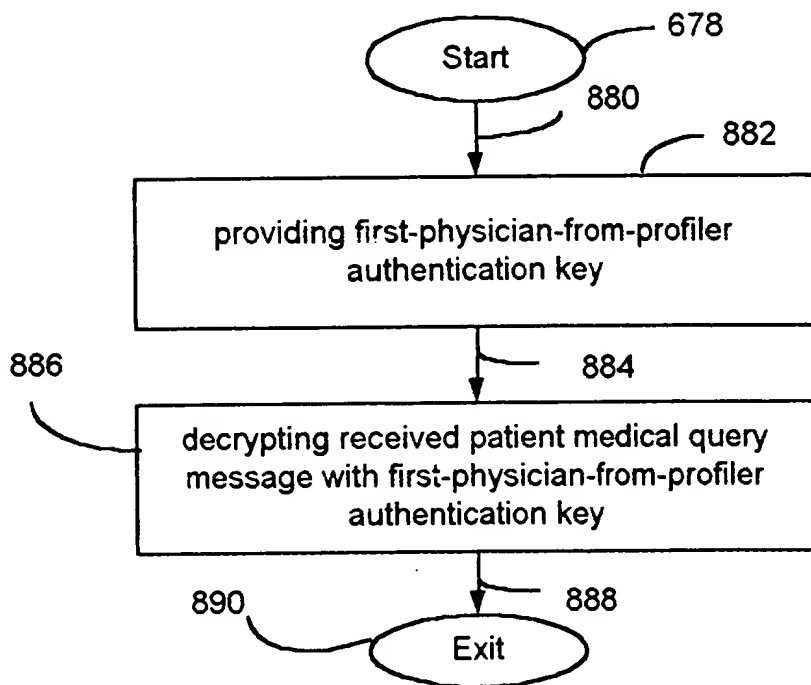 678
Start
880
882
providing first-physician-from-profiler
authentication key
884
886
decrypting received patient medical query
message with first-physician-from-profiler
authentication key
888
890
Exit